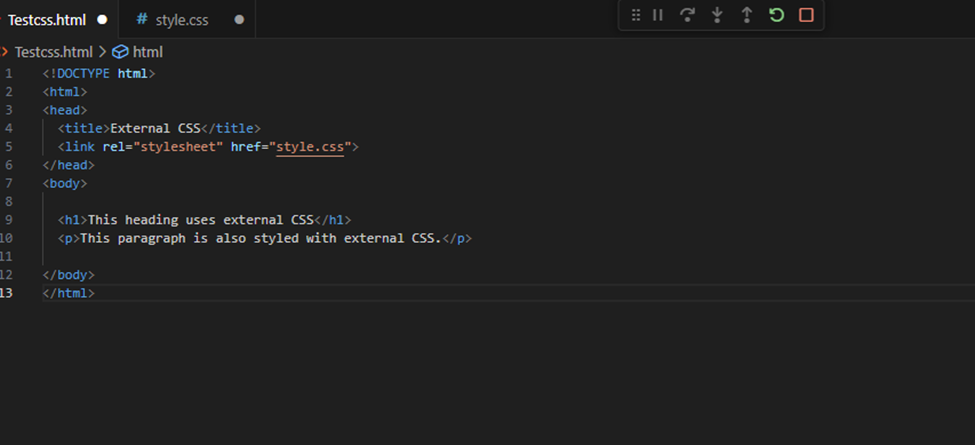 Testcss.html # style.css
Testcss.html > html
1 <!DOCTYPE html>
2 <html>
3 <head>
4 <title>External CSS</title>
5 <link rel="stylesheet" href="style.css">
6 </head>
7 <body>
8
9 <h1>This heading uses external CSS</h1>
10 <p>This paragraph is also styled with external CSS.</p>
11
12 </body>
13 </html>